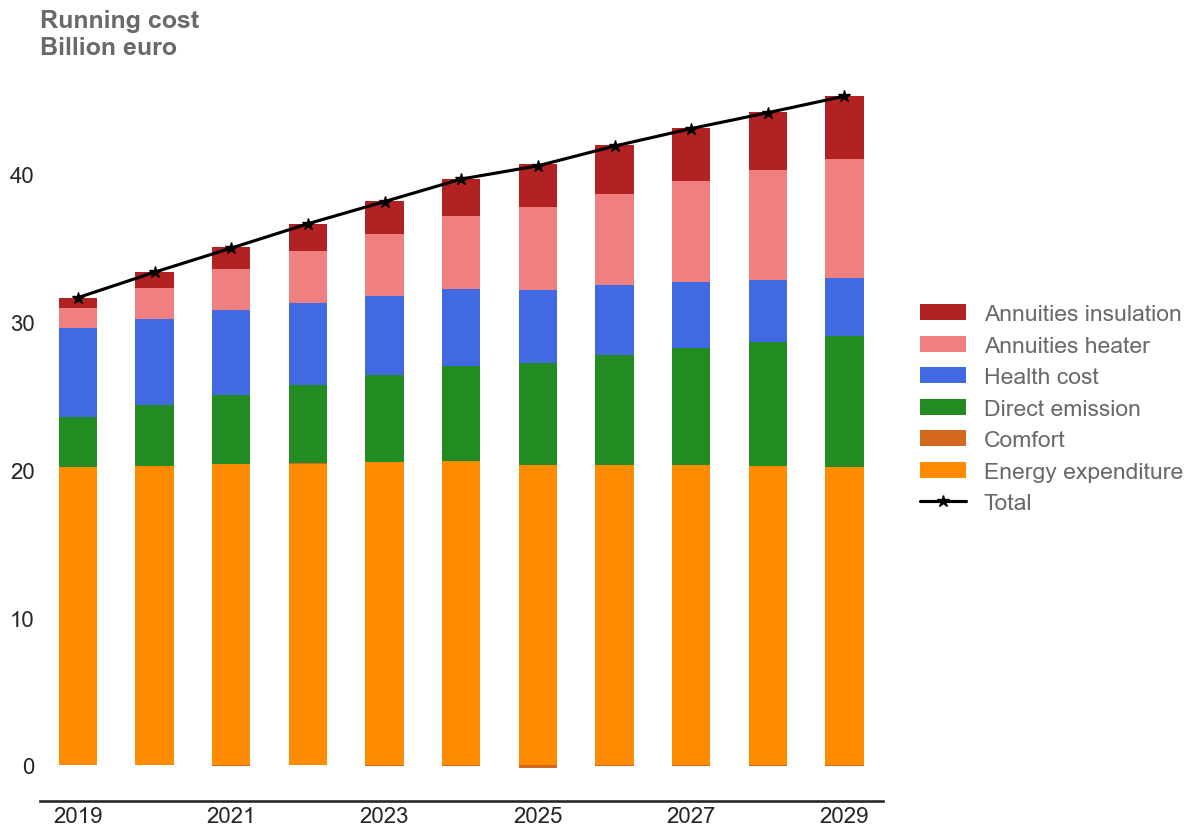 Running cost
Billion euro
40
30
20
10
0
2019
2021
2023
2025
2027
2029
Annuities insulation
Annuities heater
Health cost
Direct emission
Comfort
Energy expenditure
Total